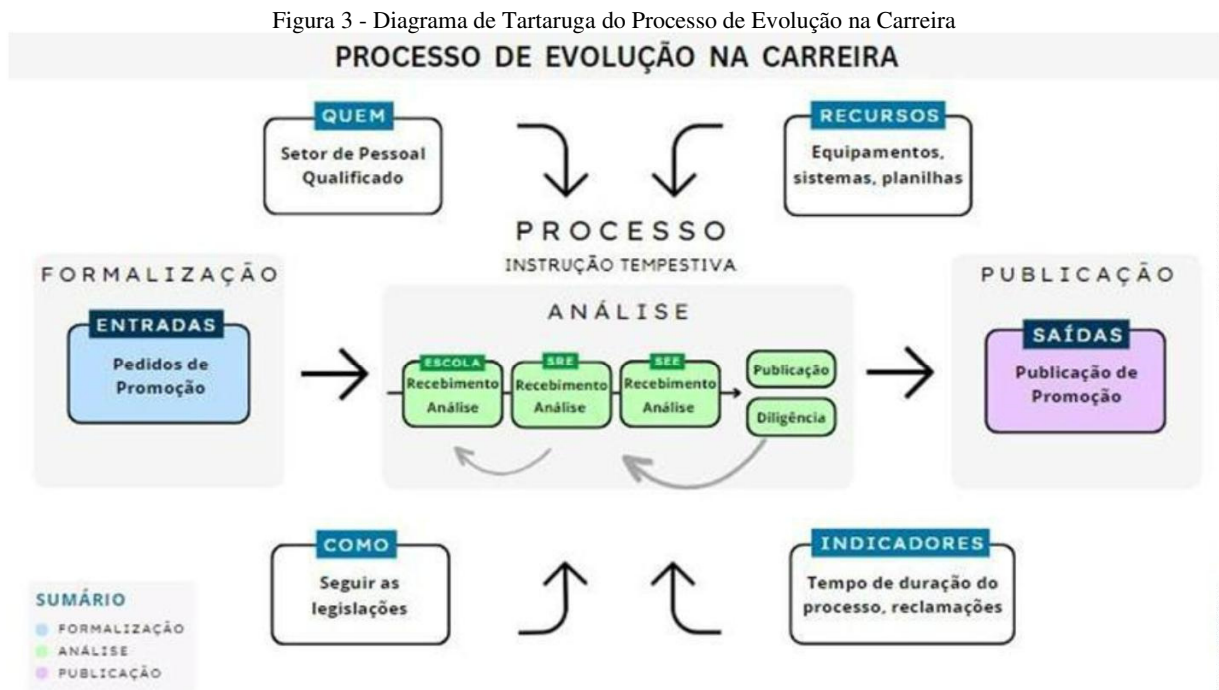 Figura 3 - Diagrama de Tartaruga do Processo de Evolução na Carreira
PROCESSO DE EVOLUÇÃO NA CARREIRA
QUEM
Setor de Pessoal
Qualificado
RECURSOS
Equipamentos,
sistemas, planilhas
PROCESSO
INSTRUÇÃO TEMPESTIVA
FORMALIZAÇÃO
ENTRADAS
Pedidos de
Promoção
ANÁLISE
ESCOLA
Recebimento
Análise
SRE
Recebimento
Análise
SEE
Recebimento
Análise
Publicação
Diligência
PUBLICAÇÃO
SAÍDAS
Publicação de
Promoção
COMO
Seguir as
legislações
INDICADORES
Tempo de duração do
processo, reclamações
SUMÁRIO
FORMALIZAÇÃO
ANÁLISE
PUBLICAÇÃO